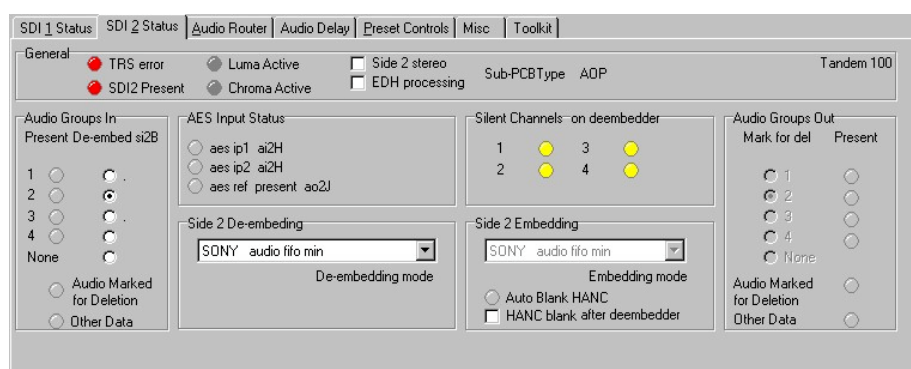 SDI 1 Status SDI 2 Status Audio Router Audio Delay Preset Controls Misc Toolkit
General
TRS error Luma Active Side 2 stereo Sub-PCBType AOP Tandem 100
SDI2 Present Chroma Active EDH processing
Audio Groups In
Present De-embed si2B
1 .
2
3 .
4
None
Audio Marked
for Deletion
Other Data
AES Input Status
aes ip1 ai2H
aes ip2 ai2H
aes ref present ao2J
Side 2 De-embeding
SONY audio fifo min
De-embedding mode
Silent Channels on deembedder
1 3
2 4
Side 2 Embedding
SONY audio fifo min
Embedding mode
Auto Blank HANC
HANC blank after deembedder
Audio Groups Out
Mark for del Present
1
2
3
4
None
Audio Marked
for Deletion
Other Data